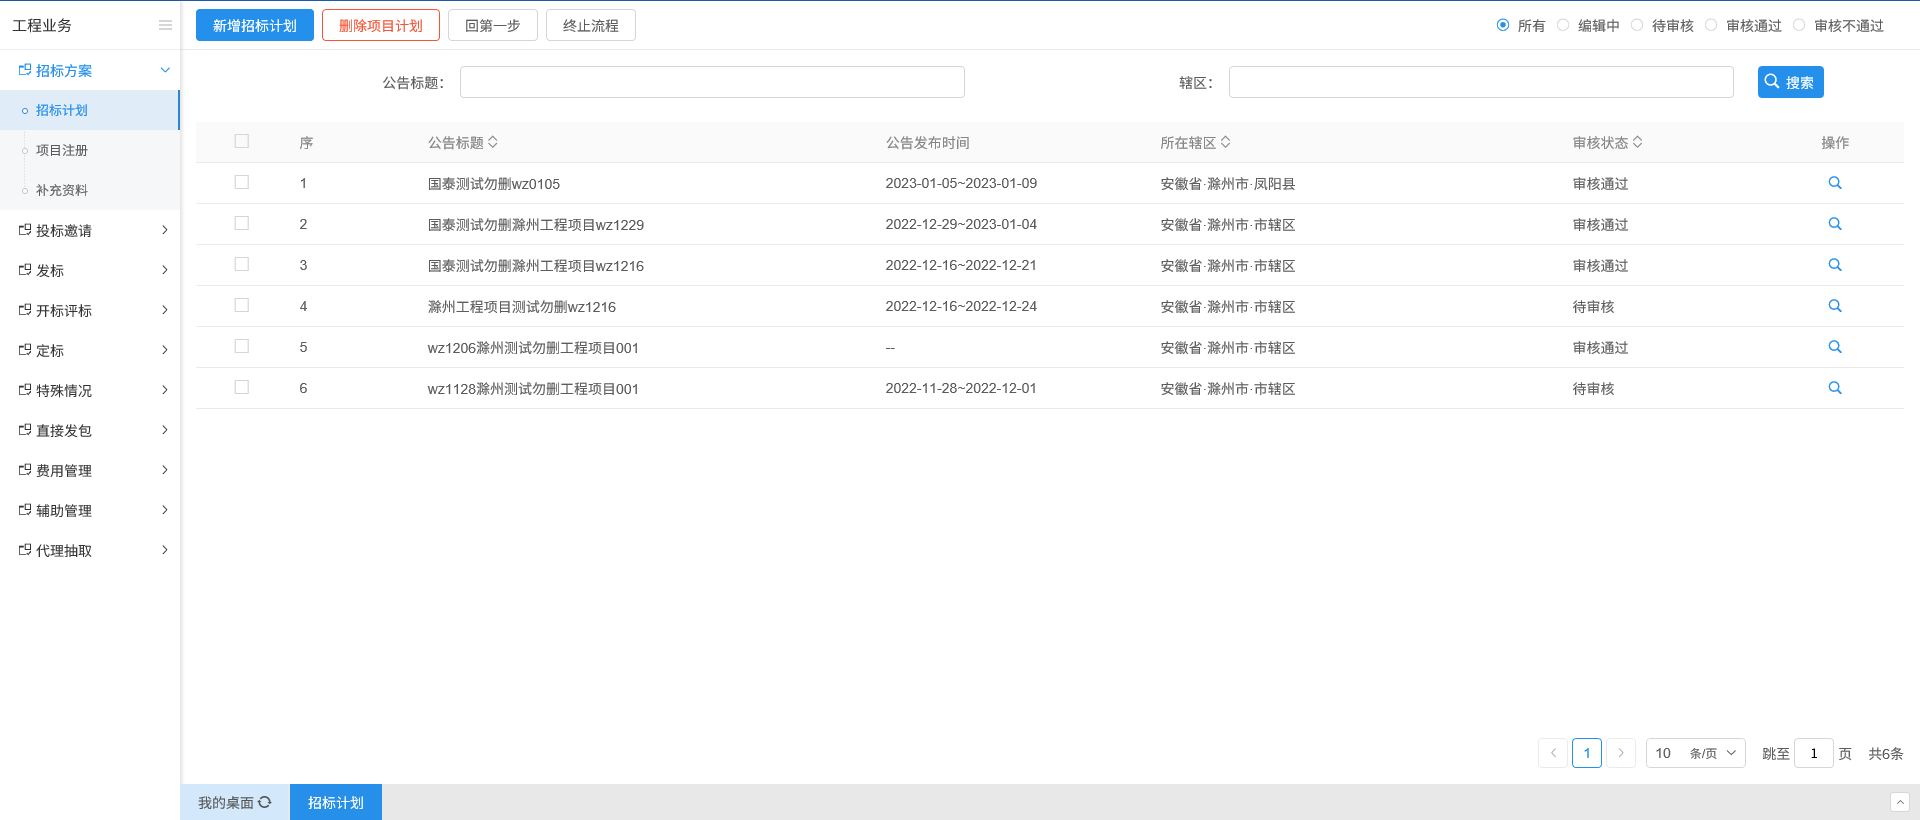 工程业务
新增招标计划 删除项目计划 回第一步 终止流程
所有 编辑中 待审核 审核通过 审核不通过
招标方案
招标计划
项目注册
补充资料
投标邀请
发标
开标评标
定标
特殊情况
直接发包
费用管理
辅助管理
代理抽取
公告标题： 辖区： 搜索
序 公告标题 公告发布时间 所在辖区 审核状态 操作
1 国泰测试勿删wz0105 2023-01-05~2023-01-09 安徽省·滁州市·凤阳县 审核通过
2 国泰测试勿删滁州工程项目wz1229 2022-12-29~2023-01-04 安徽省·滁州市·市辖区 审核通过
3 国泰测试勿删滁州工程项目wz1216 2022-12-16~2022-12-21 安徽省·滁州市·市辖区 审核通过
4 滁州工程项目测试勿删wz1216 2022-12-16~2022-12-24 安徽省·滁州市·市辖区 待审核
5 wz1206滁州测试勿删工程项目001 -- 安徽省·滁州市·市辖区 审核通过
6 wz1128滁州测试勿删工程项目001 2022-11-28~2022-12-01 安徽省·滁州市·市辖区 待审核
1 10 条/页 跳至 1 页 共6条
我的桌面 招标计划